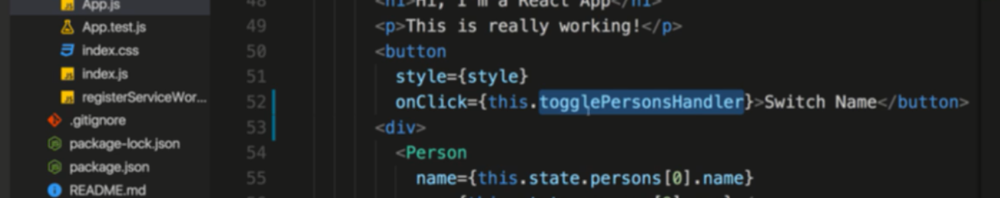 App.js
App.test.js
index.css
index.js
registerServiceWor...
.gitignore
package-lock.json
package.json
README.md
48 <h1>Hi, I'm a React App</h1>
49 <p>This is really working!</p>
50 <button
51 style={style}
52 onClick={this.togglePersonsHandler}>Switch Name</button>
53 <div>
54 <Person
55 name={this.state.persons[0].name}